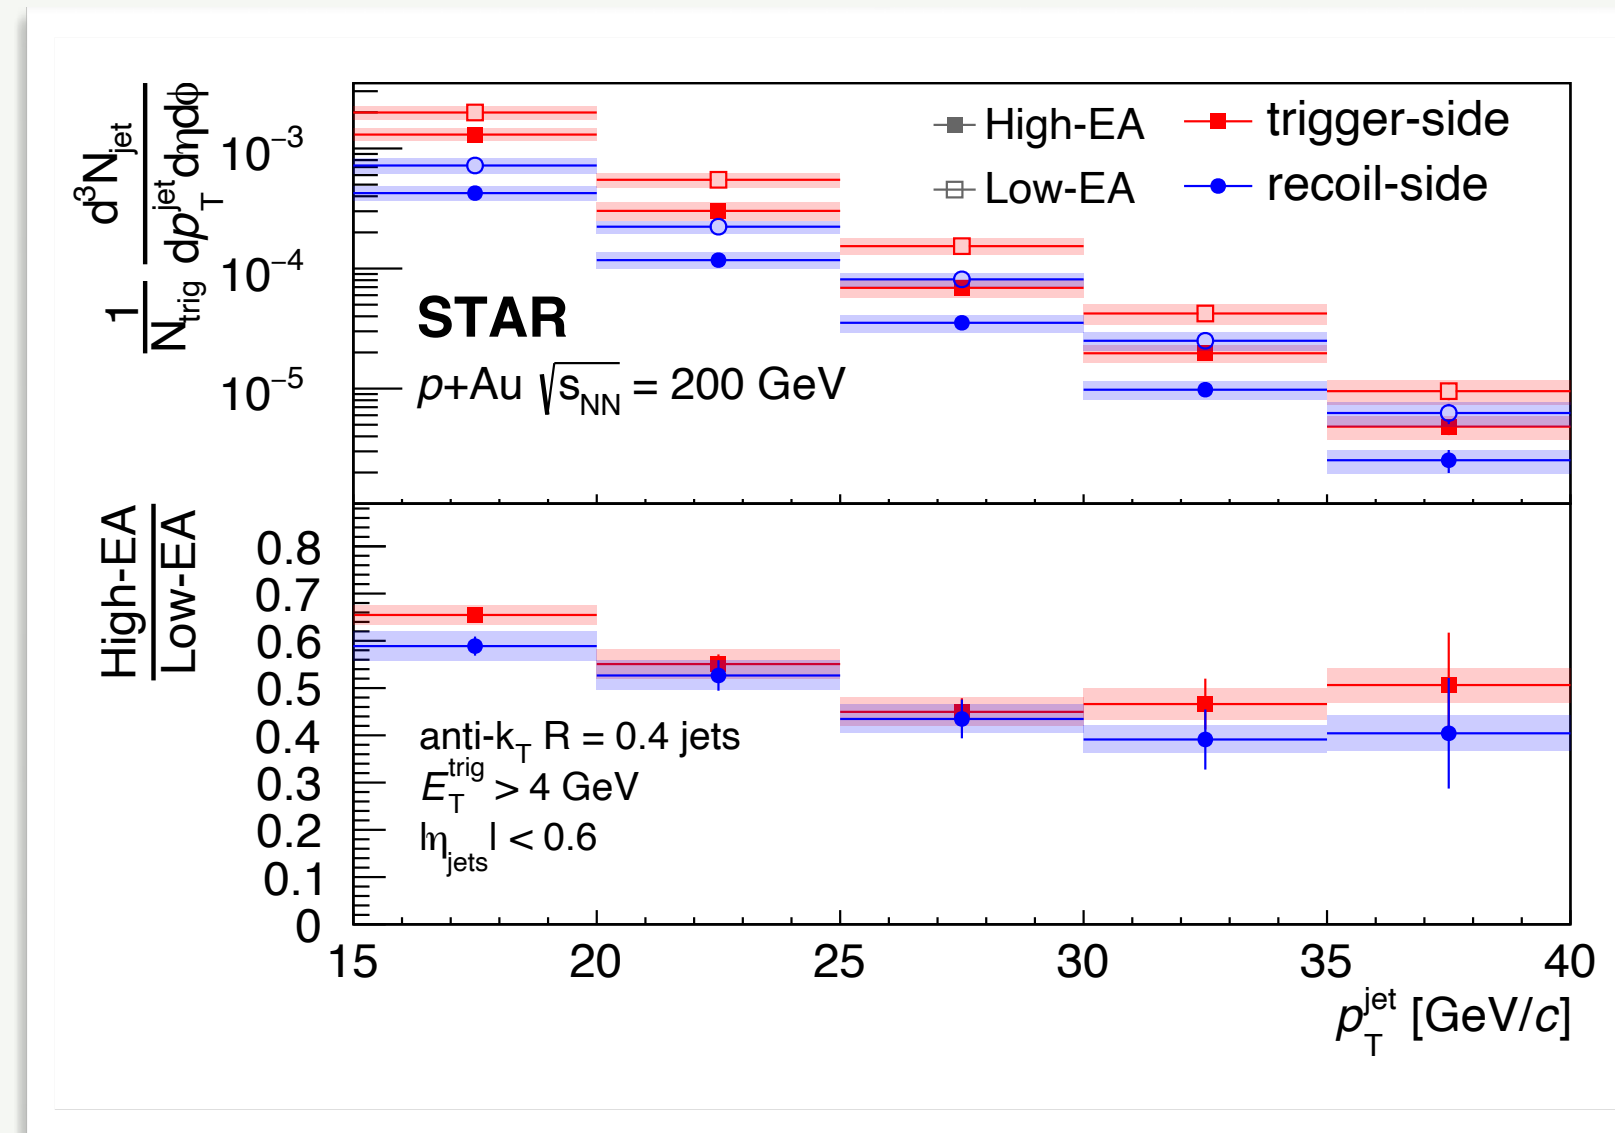 1/N_trig d³N_jet/dp_T^jet dηdϕ
10⁻³
10⁻⁴
10⁻⁵
High-EA
trigger-side
Low-EA
recoil-side
STAR
p+Au √s_NN = 200 GeV
High-EA
Low-EA
0.8
0.7
0.6
0.5
0.4
0.3
0.2
0.1
0
anti-k_T R = 0.4 jets
E_T^trig > 4 GeV
|η_jets| < 0.6
15 20 25 30 35 40
p_T^jet [GeV/c]